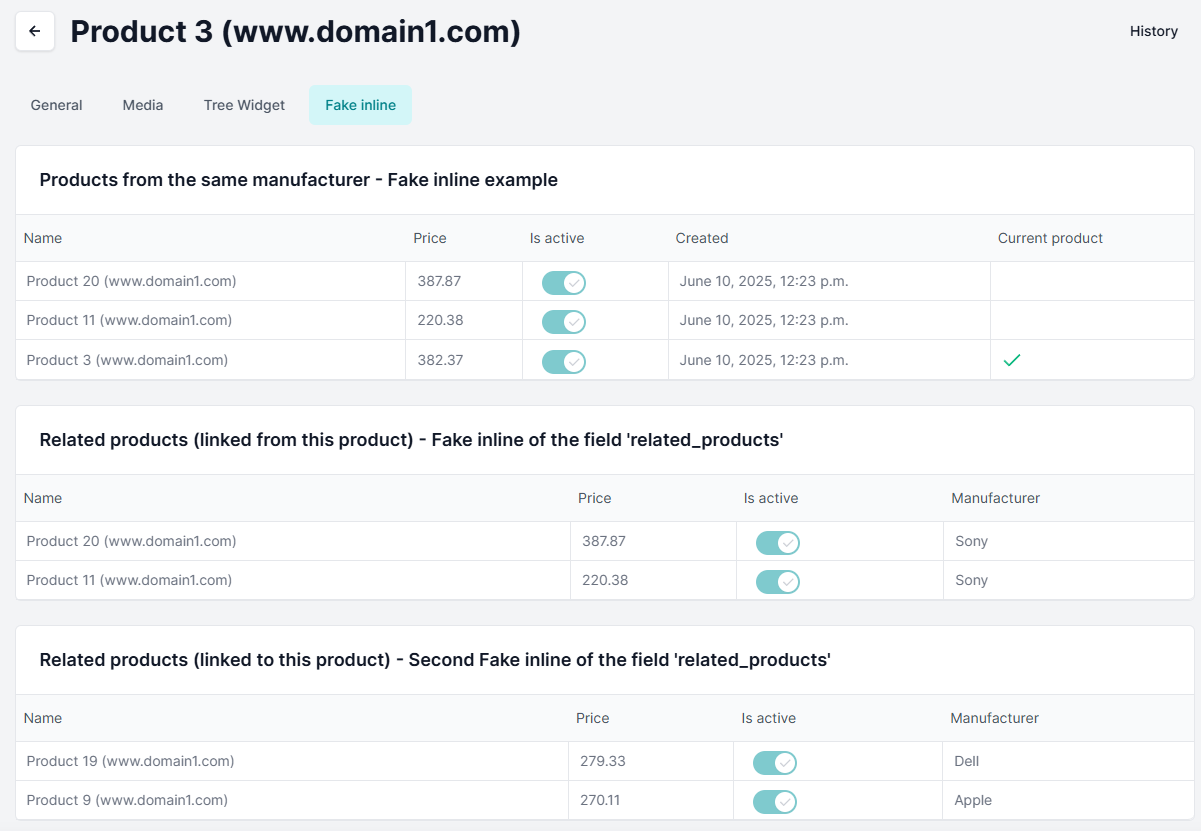 Product 3 (www.domain1.com)
History
General Media Tree Widget Fake inline
Products from the same manufacturer - Fake inline example
Name Price Is active Created Current product
Product 20 (www.domain1.com) 387.87 June 10, 2025, 12:23 p.m.
Product 11 (www.domain1.com) 220.38 June 10, 2025, 12:23 p.m.
Product 3 (www.domain1.com) 382.37 June 10, 2025, 12:23 p.m.
Related products (linked from this product) - Fake inline of the field 'related_products'
Name Price Is active Manufacturer
Product 20 (www.domain1.com) 387.87 Sony
Product 11 (www.domain1.com) 220.38 Sony
Related products (linked to this product) - Second Fake inline of the field 'related_products'
Name Price Is active Manufacturer
Product 19 (www.domain1.com) 279.33 Dell
Product 9 (www.domain1.com) 270.11 Apple